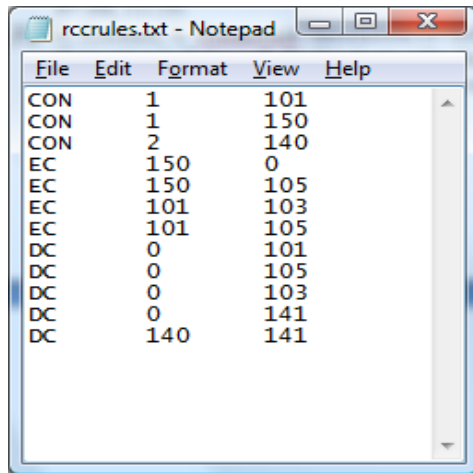 rccrules.txt - Notepad
File Edit Format View Help
CON 1 101
CON 1 150
CON 2 140
EC 150 0
EC 150 105
EC 101 103
EC 101 105
DC 0 101
DC 0 105
DC 0 103
DC 0 141
DC 140 141